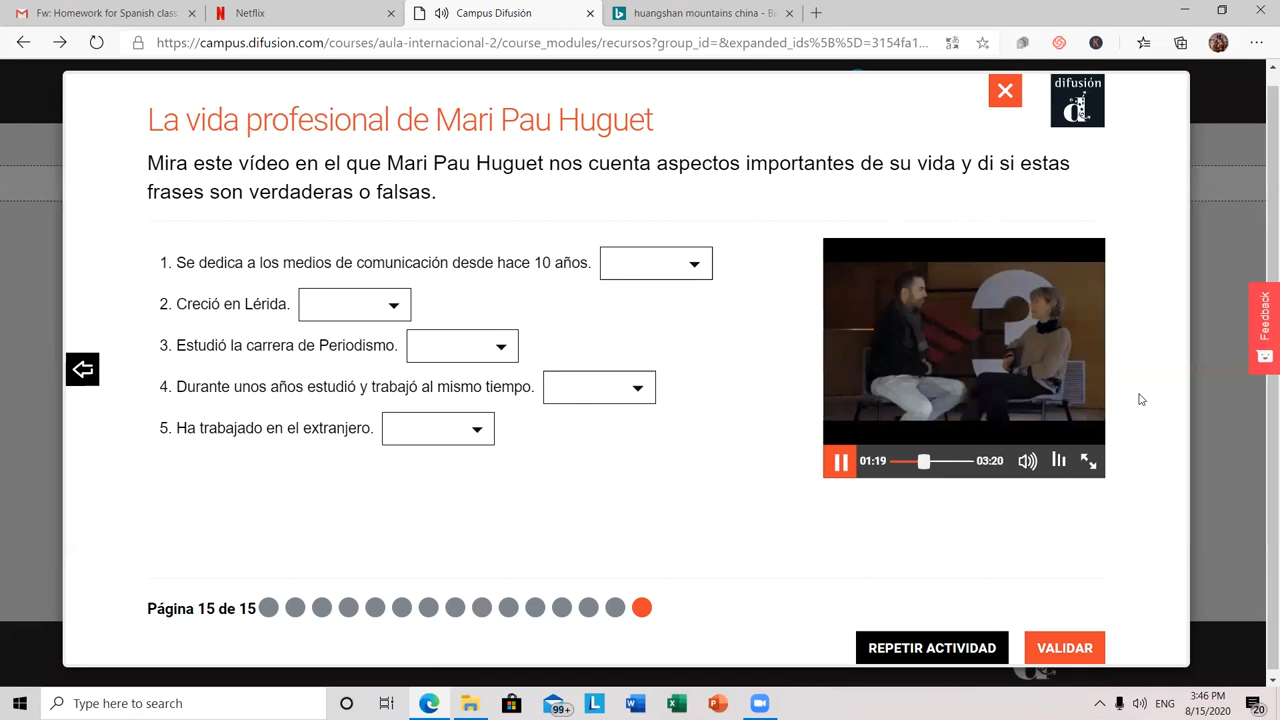 Fw: Homework for Spanish class
Netflix
Campus Difusión
huangshan mountains china - Bi
https://campus.difusion.com/courses/aula-internacional-2/course_modules/recursos?group_id=&expanded_ids%5B%5D=3154fa1...
difusión
d
La vida profesional de Mari Pau Huguet
Mira este vídeo en el que Mari Pau Huguet nos cuenta aspectos importantes de su vida y di si estas
frases son verdaderas o falsas.
1. Se dedica a los medios de comunicación desde hace 10 años.
2. Creció en Lérida.
3. Estudió la carrera de Periodismo.
4. Durante unos años estudió y trabajó al mismo tiempo.
5. Ha trabajado en el extranjero.
01:19
03:20
Feedback
Página 15 de 15
REPETIR ACTIVIDAD
VALIDAR
Type here to search
99+
ENG
3:46 PM
8/15/2020
20